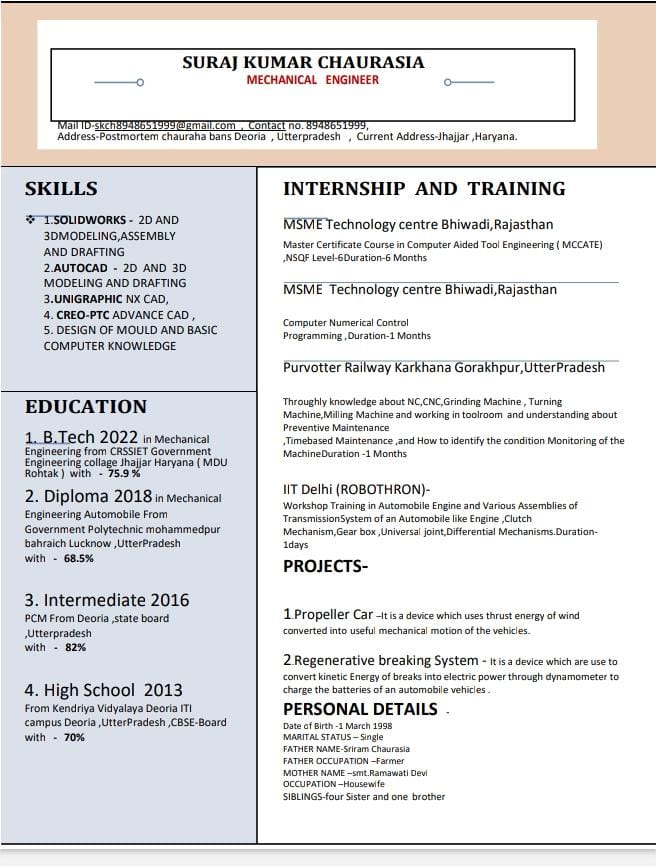 SURAJ KUMAR CHAURASIA
MECHANICAL ENGINEER
Mail ID-skch8948651999@gmail.com , Contact no. 8948651999,
Address-Postmortem chauraha bans Deoria , Utterpradesh , Current Address-Jhajjar ,Haryana.
SKILLS
❖ 1.SOLIDWORKS - 2D AND
3DMODELING,ASSEMBLY
AND DRAFTING
2.AUTOCAD - 2D AND 3D
MODELING AND DRAFTING
3.UNIGRAPHIC NX CAD,
4. CREO-PTC ADVANCE CAD ,
5. DESIGN OF MOULD AND BASIC
COMPUTER KNOWLEDGE
EDUCATION
1. B.Tech 2022 in Mechanical
Engineering from CRSSIET Government
Engineering collage Jhajjar Haryana ( MDU
Rohtak ) with - 75.9 %
2. Diploma 2018 in Mechanical
Engineering Automobile From
Government Polytechnic mohammedpur
bahraich Lucknow ,UtterPradesh
with - 68.5%
3. Intermediate 2016
PCM From Deoria ,state board
,Utterpradesh
with - 82%
4. High School 2013
From Kendriya Vidyalaya Deoria ITI
campus Deoria ,UtterPradesh ,CBSE-Board
with - 70%
INTERNSHIP AND TRAINING
MSME Technology centre Bhiwadi,Rajasthan
Master Certificate Course in Computer Aided Tool Engineering ( MCCATE)
,NSQF Level-6Duration-6 Months
MSME Technology centre Bhiwadi,Rajasthan
Computer Numerical Control
Programming ,Duration-1 Months
Purvotter Railway Karkhana Gorakhpur,UtterPradesh
Throughly knowledge about NC,CNC,Grinding Machine , Turning
Machine,Milling Machine and working in toolroom and understanding about
Preventive Maintenance
,Timebased Maintenance ,and How to identify the condition Monitoring of the
MachineDuration -1 Months
IIT Delhi (ROBOTHRON)-
Workshop Training in Automobile Engine and Various Assemblies of
TransmissionSystem of an Automobile like Engine ,Clutch
Mechanism,Gear box ,Universal joint,Differential Mechanisms.Duration-
1days
PROJECTS-
1.Propeller Car –It is a device which uses thrust energy of wind
converted into useful mechanical motion of the vehicles.
2.Regenerative breaking System - It is a device which are use to
convert kinetic Energy of breaks into electric power through dynamometer to
charge the batteries of an automobile vehicles .
PERSONAL DETAILS .
Date of Birth -1 March 1998
MARITAL STATUS – Single
FATHER NAME-Sriram Chaurasia
FATHER OCCUPATION –Farmer
MOTHER NAME –smt.Ramawati Devi
OCCUPATION –Housewife
SIBLINGS-four Sister and one brother